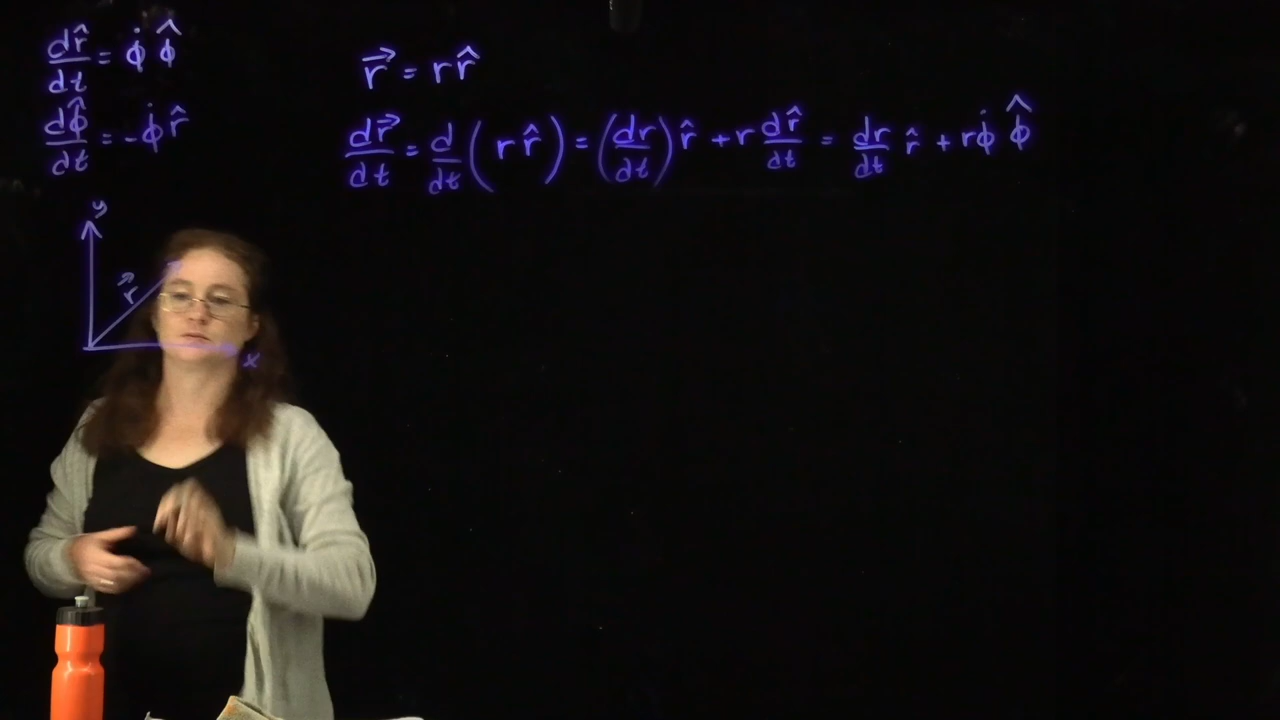 dr̂/dt = ϕ̇ ϕ̂
dϕ̂/dt = -ϕ̇ r̂
r⃗ = r r̂
dr⃗/dt = d/dt ( r r̂ ) = (dr/dt) r̂ + r dr̂/dt = dr/dt r̂ + r ϕ̇ ϕ̂
y
r⃗
x